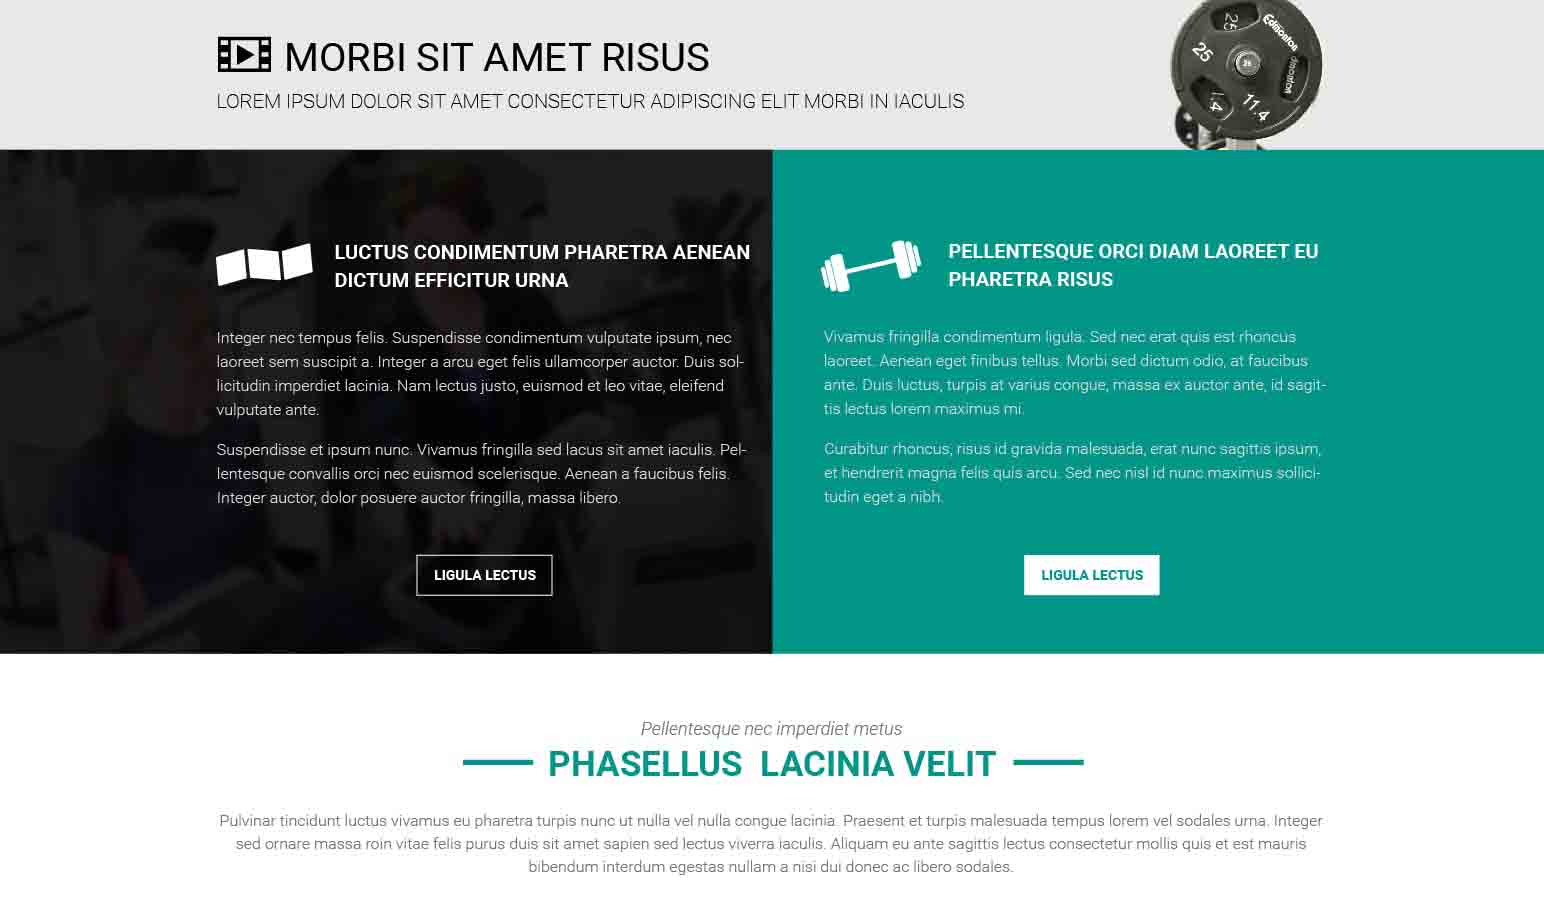 MORBI SIT AMET RISUS
LOREM IPSUM DOLOR SIT AMET CONSECTETUR ADIPISCING ELIT MORBI IN IACULIS
25
Edmonton
25
25
11.4
1.4
LUCTUS CONDIMENTUM PHARETRA AENEAN
DICTUM EFFICITUR URNA
Integer nec tempus felis. Suspendisse condimentum vulputate ipsum, nec
laoreet sem suscipit a. Integer a arcu eget felis ullamcorper auctor. Duis sol-
licitudin imperdiet lacinia. Nam lectus justo, euismod et leo vitae, eleifend
vulputate ante.
Suspendisse et ipsum nunc. Vivamus fringilla sed lacus sit amet iaculis. Pel-
lentesque convallis orci nec euismod scelerisque. Aenean a faucibus felis.
Integer auctor, dolor posuere auctor fringilla, massa libero.
LIGULA LECTUS
PELLENTESQUE ORCI DIAM LAOREET EU
PHARETRA RISUS
Vivamus fringilla condimentum ligula. Sed nec erat quis est rhoncus
laoreet. Aenean eget finibus tellus. Morbi sed dictum odio, at faucibus
ante. Duis luctus, turpis at varius congue, massa ex auctor ante, id sagit-
tis lectus lorem maximus mi.
Curabitur rhoncus, risus id gravida malesuada, erat nunc sagittis ipsum,
et hendrerit magna felis quis arcu. Sed nec nisl id nunc maximus sollici-
tudin eget a nibh.
LIGULA LECTUS
Pellentesque nec imperdiet metus
PHASELLUS LACINIA VELIT
Pulvinar tincidunt luctus vivamus eu pharetra turpis nunc ut nulla vel nulla congue lacinia. Praesent et turpis malesuada tempus lorem vel sodales urna. Integer
sed ornare massa roin vitae felis purus duis sit amet sapien sed lectus viverra iaculis. Aliquam eu ante sagittis lectus consectetur mollis quis et est mauris
bibendum interdum egestas nullam a nisi dui donec ac libero sodales.